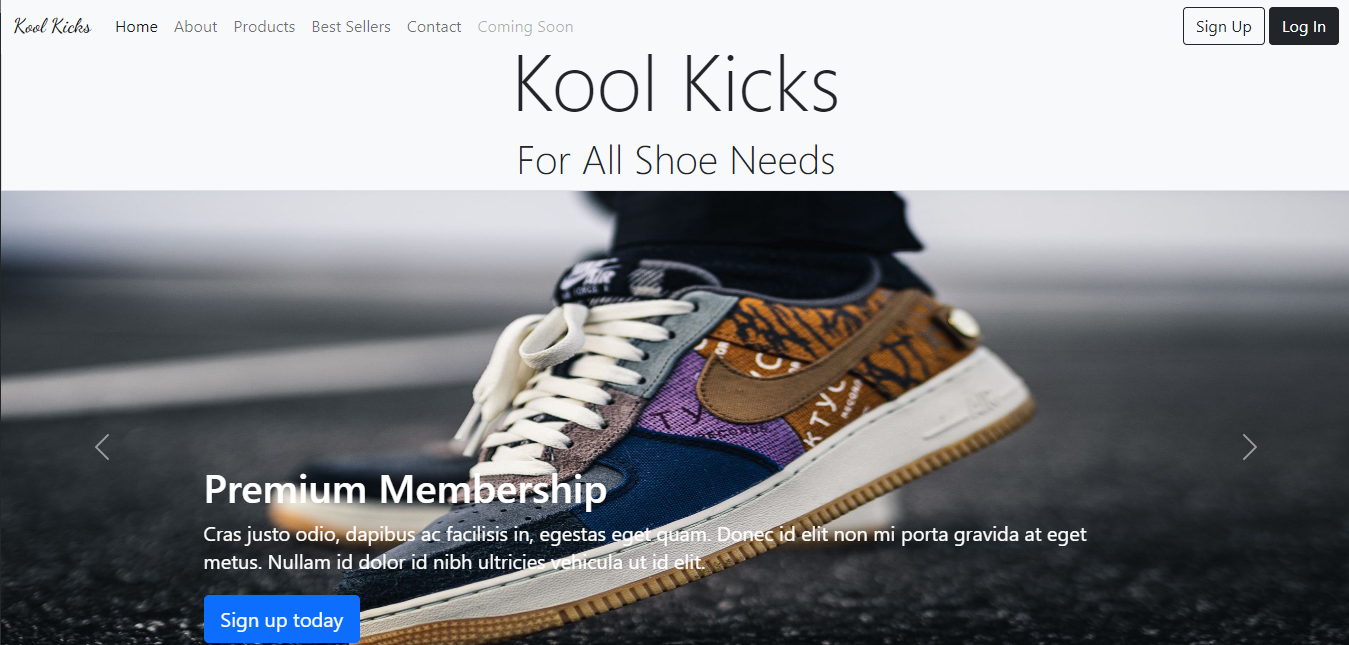 Kool Kicks Home About Products Best Sellers Contact Coming Soon Sign Up Log In
Kool Kicks
For All Shoe Needs
AIR
KTYC
Premium Membership
Cras justo odio, dapibus ac facilisis in, egestas eget quam. Donec id elit non mi porta gravida at eget
metus. Nullam id dolor id nibh ultricies vehicula ut id elit.
Sign up today